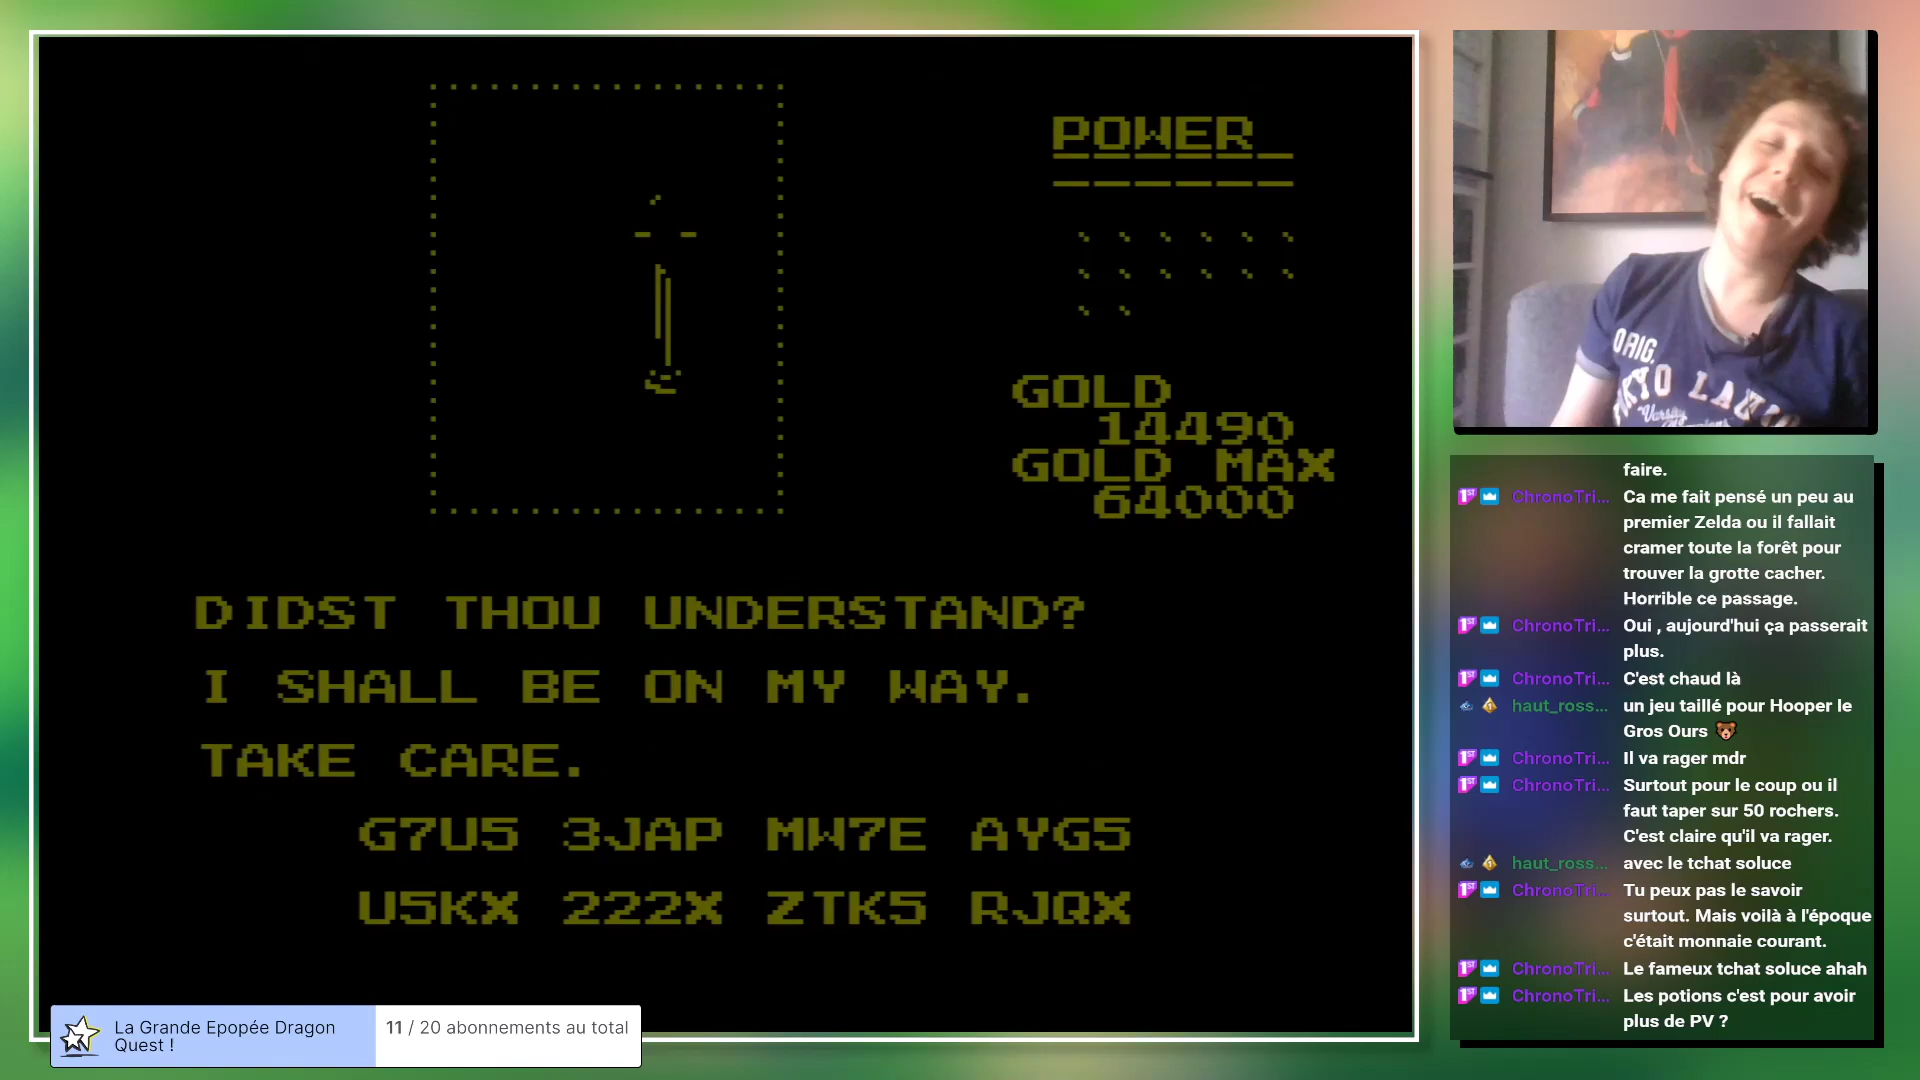 POWER
GOLD
14490
GOLD MAX
64000
DIDST THOU UNDERSTAND?
I SHALL BE ON MY WAY.
TAKE CARE.
G7U5 3JAP MW7E AYG5
U5KX 222X ZTK5 RJQX
La Grande Epopée Dragon
Quest !
11 / 20 abonnements au total
ORIG.
faire.
ChronoTri... Ca me fait pensé un peu au
premier Zelda ou il fallait
cramer toute la forêt pour
trouver la grotte cacher.
Horrible ce passage.
ChronoTri... Oui , aujourd'hui ça passerait
plus.
ChronoTri... C'est chaud là
haut_ross... un jeu taillé pour Hooper le
Gros Ours
ChronoTri... Il va rager mdr
ChronoTri... Surtout pour le coup ou il
faut taper sur 50 rochers.
C'est claire qu'il va rager.
haut_ross... avec le tchat soluce
ChronoTri... Tu peux pas le savoir
surtout. Mais voilà à l'époque
c'était monnaie courant.
ChronoTri... Le fameux tchat soluce ahah
ChronoTri... Les potions c'est pour avoir
plus de PV ?